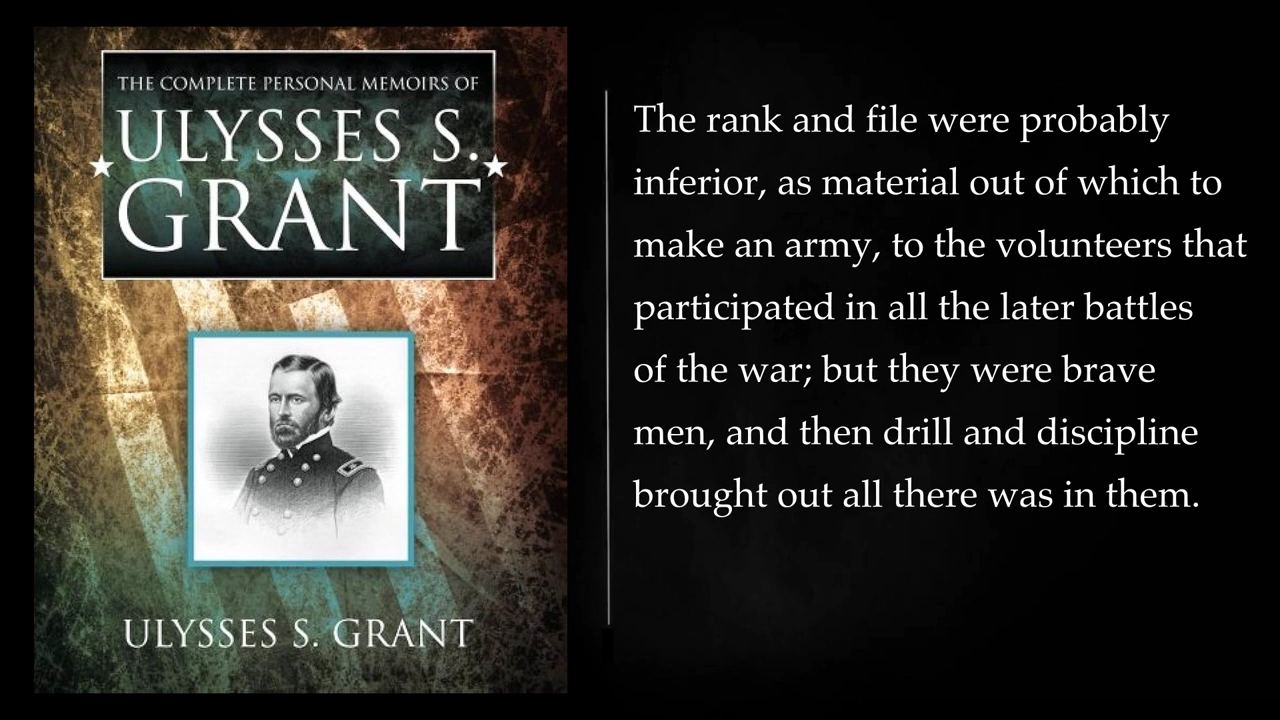 THE COMPLETE PERSONAL MEMOIRS OF
ULYSSES S.
GRANT
ULYSSES S. GRANT
The rank and file were probably
inferior, as material out of which to
make an army, to the volunteers that
participated in all the later battles
of the war; but they were brave
men, and then drill and discipline
brought out all there was in them.